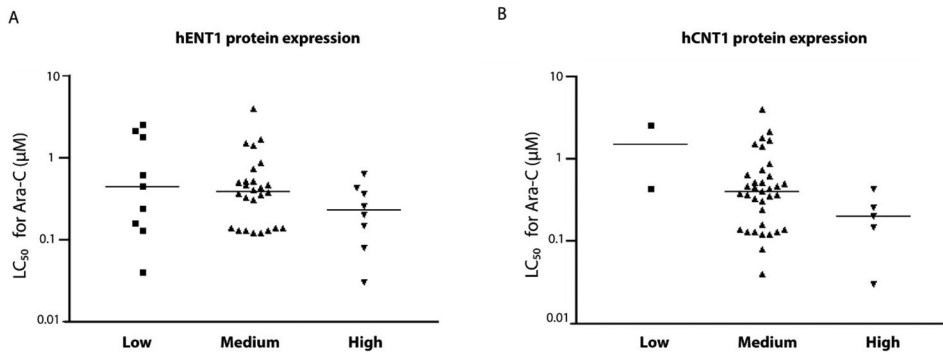 A
hENT1 protein expression
LC50 for Ara-C (µM)
10
1
0.1
0.01
Low Medium High
B
hCNT1 protein expression
LC50 for Ara-C (µM)
10
1
0.1
0.01
Low Medium High